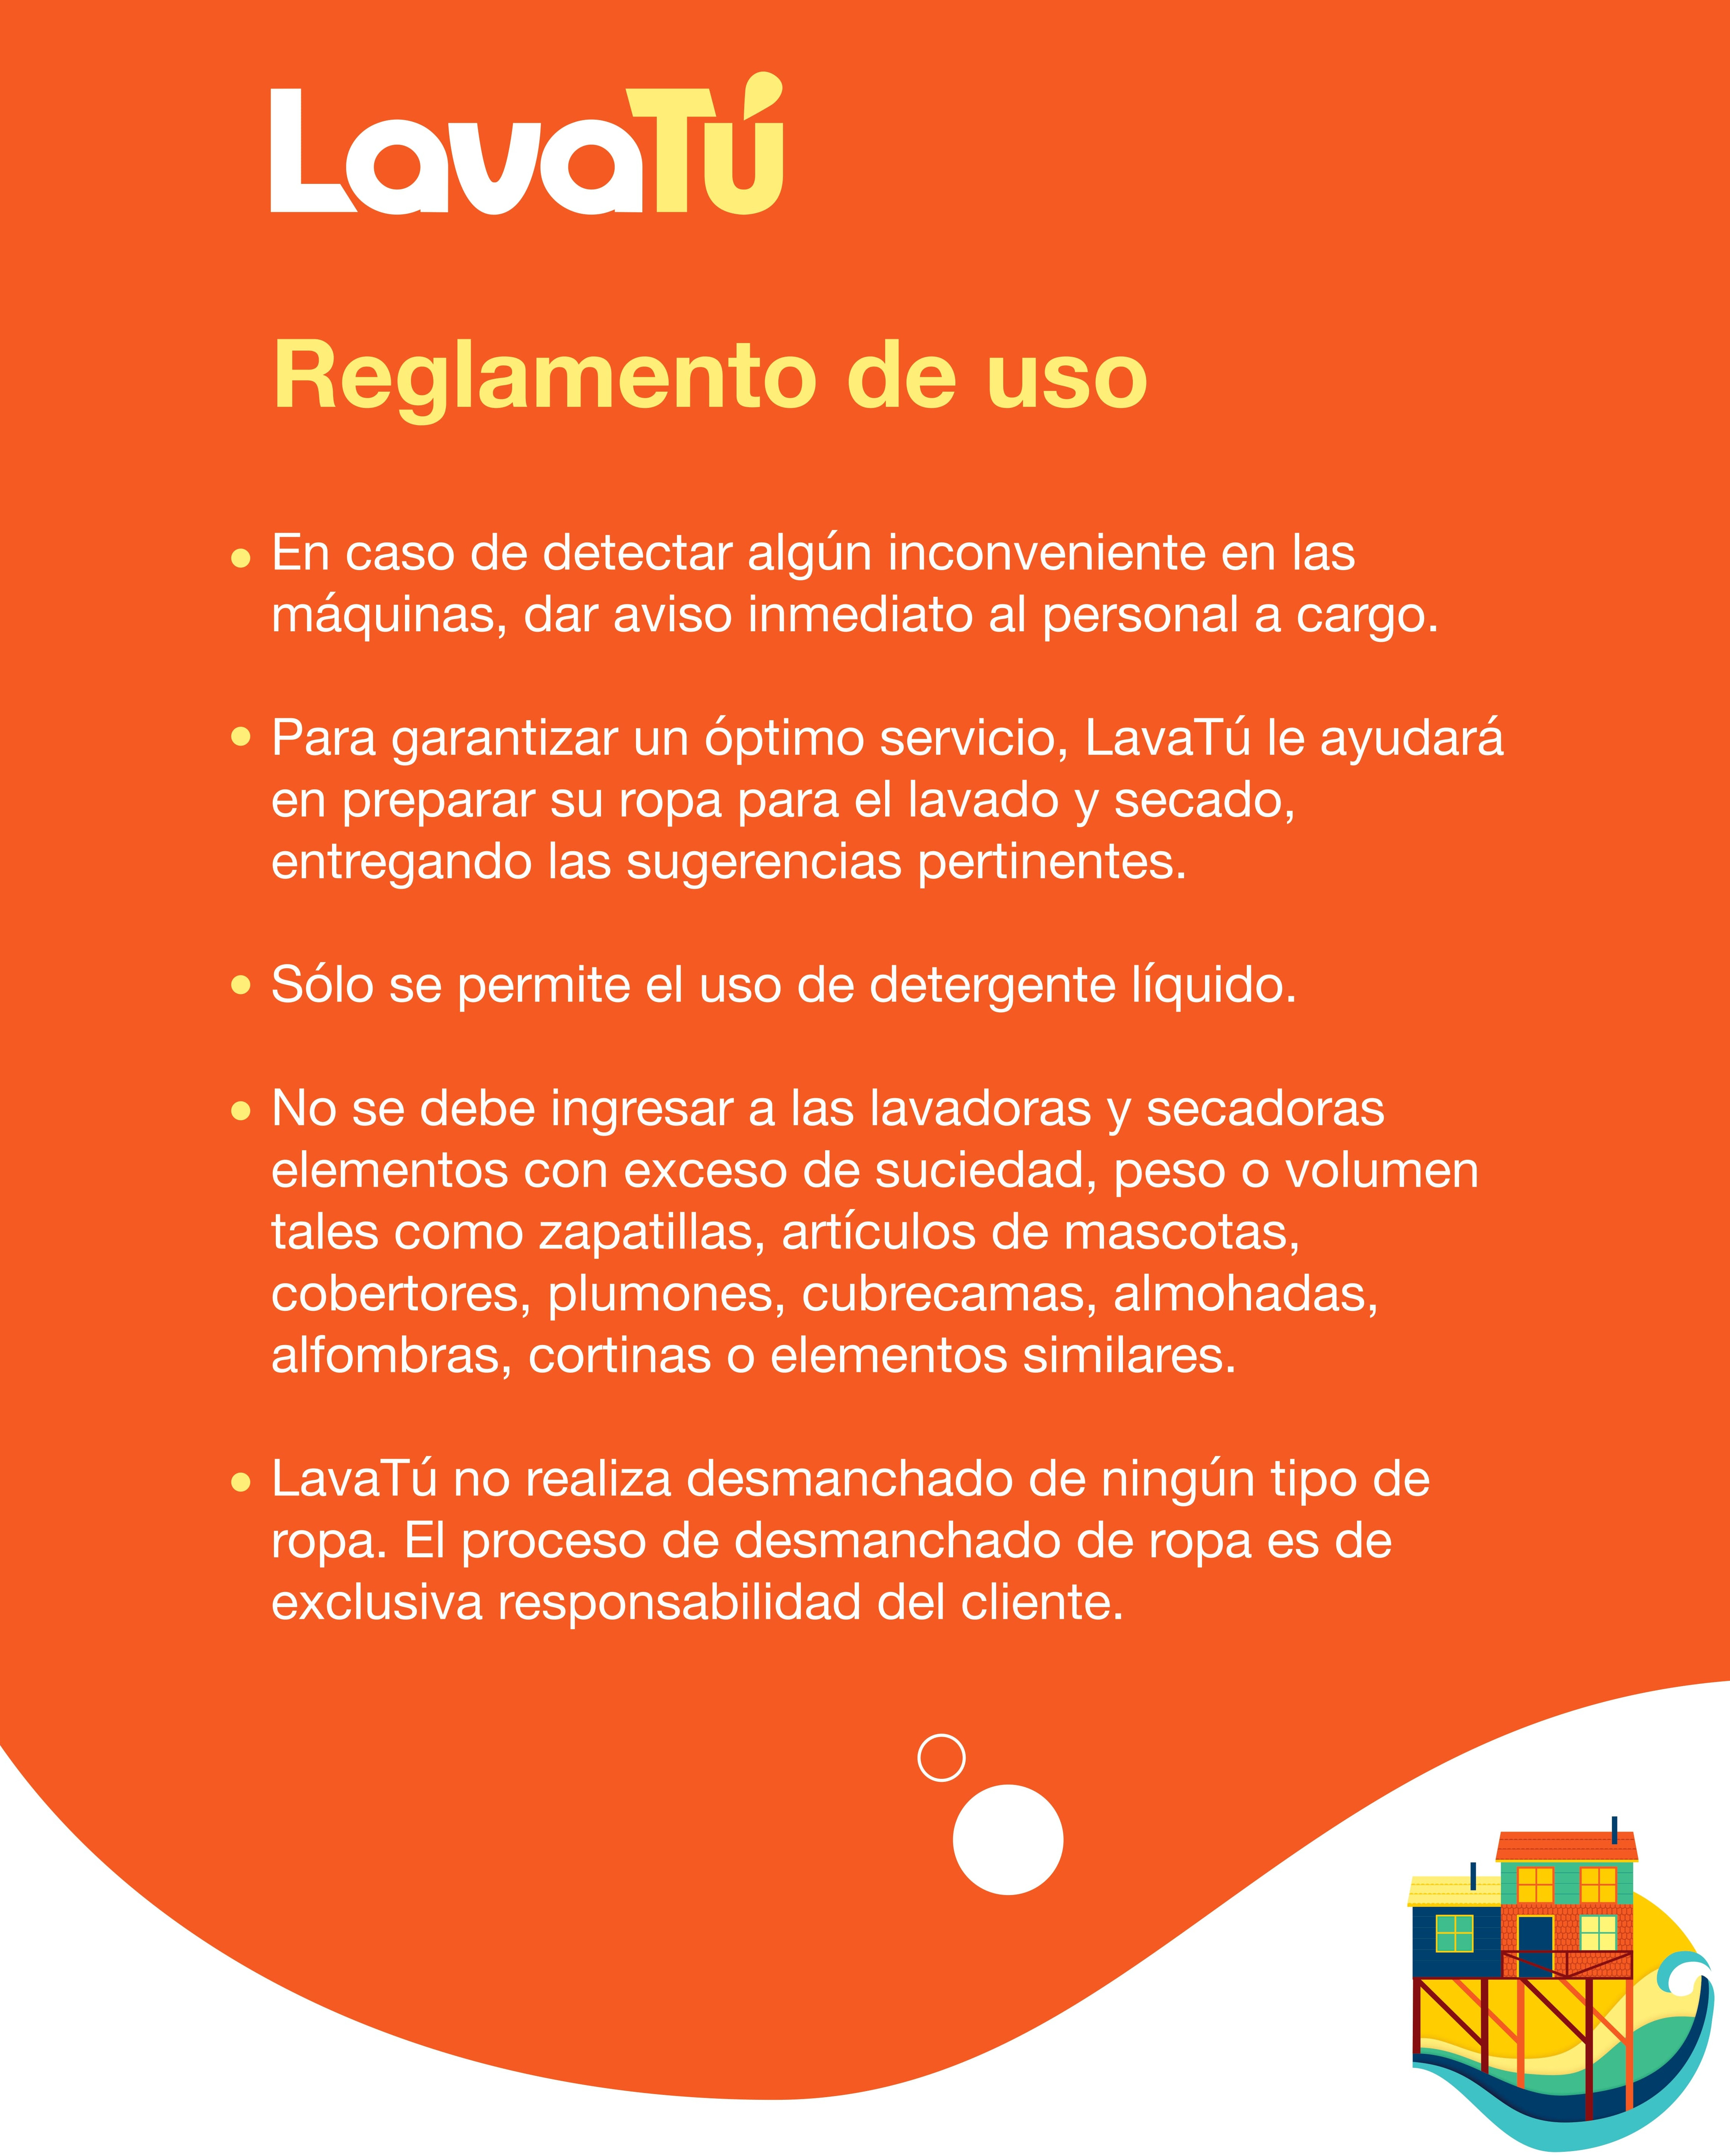 LavaTú
Reglamento de uso
En caso de detectar algún inconveniente en las
máquinas, dar aviso inmediato al personal a cargo.
Para garantizar un óptimo servicio, LavaTú le ayudará
en preparar su ropa para el lavado y secado,
entregando las sugerencias pertinentes.
Sólo se permite el uso de detergente líquido.
No se debe ingresar a las lavadoras y secadoras
elementos con exceso de suciedad, peso o volumen
tales como zapatillas, artículos de mascotas,
cobertores, plumones, cubrecamas, almohadas,
alfombras, cortinas o elementos similares.
LavaTú no realiza desmanchado de ningún tipo de
ropa. El proceso de desmanchado de ropa es de
exclusiva responsabilidad del cliente.